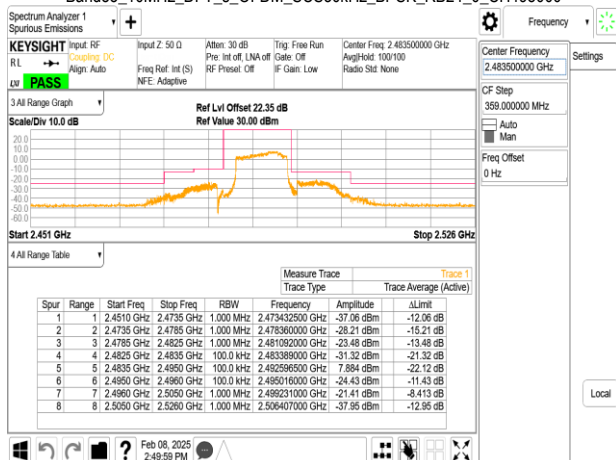 Spectrum Analyzer 1
Spurious Emissions
Frequency
Settings
KEYSIGHT
RL
LXI PASS
Input: RF
Coupling: DC
Align: Auto
Input Z: 50 Ω
Freq Ref: Int (S)
NFE: Adaptive
Atten: 30 dB
Pre: Int off, LNA off
RF Preset: Off
Trig: Free Run
Gate: Off
IF Gain: Low
Center Freq: 2.483500000 GHz
Avg|Hold: 100/100
Radio Std: None
Center Frequency
2.483500000 GHz
CF Step
359.000000 MHz
Auto
Man
Freq Offset
0 Hz
3 All Range Graph
Scale/Div 10.0 dB
Ref Lvl Offset 22.35 dB
Ref Value 30.00 dBm
20.0
10.0
0.00
-10.0
-20.0
-30.0
-40.0
-50.0
-60.0
Start 2.451 GHz
Stop 2.526 GHz
4 All Range Table
Measure Trace Trace 1
Trace Type Trace Average (Active)
Spur Range Start Freq Stop Freq RBW Frequency Amplitude ΔLimit
1 1 2.4510 GHz 2.4735 GHz 1.000 MHz 2.473432500 GHz -37.06 dBm -12.06 dB
2 2 2.4735 GHz 2.4785 GHz 1.000 MHz 2.478360000 GHz -28.21 dBm -15.21 dB
3 3 2.4785 GHz 2.4825 GHz 1.000 MHz 2.481092000 GHz -23.48 dBm -13.48 dB
4 4 2.4825 GHz 2.4835 GHz 100.0 kHz 2.483389000 GHz -31.32 dBm -21.32 dB
5 5 2.4835 GHz 2.4950 GHz 100.0 kHz 2.492596500 GHz 7.884 dBm -22.12 dB
6 6 2.4950 GHz 2.4960 GHz 100.0 kHz 2.495016000 GHz -24.43 dBm -11.43 dB
7 7 2.4960 GHz 2.5050 GHz 1.000 MHz 2.499231000 GHz -21.41 dBm -8.413 dB
8 8 2.5050 GHz 2.5260 GHz 1.000 MHz 2.506407000 GHz -37.95 dBm -12.95 dB
Local
Feb 08, 2025
2:49:59 PM